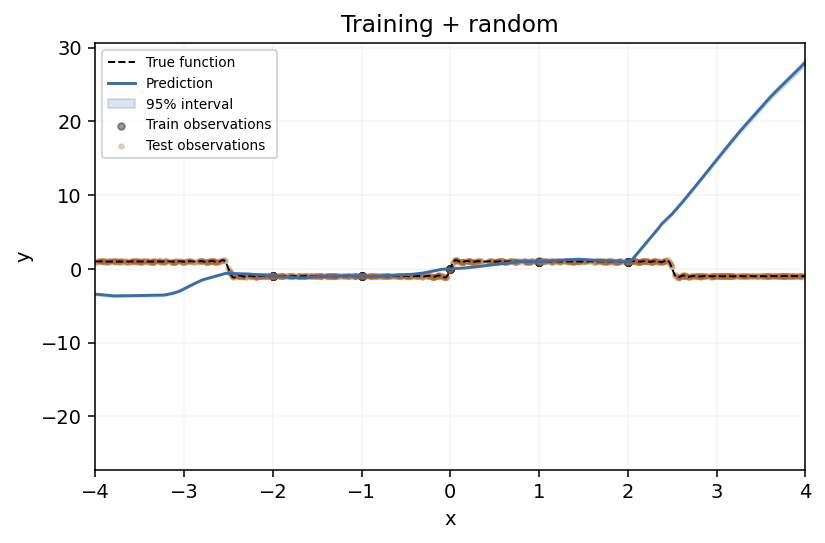 Training + random
30
20
10
0
−10
−20
y
True function
Prediction
95% interval
Train observations
Test observations
−4 −3 −2 −1 0 1 2 3 4
x